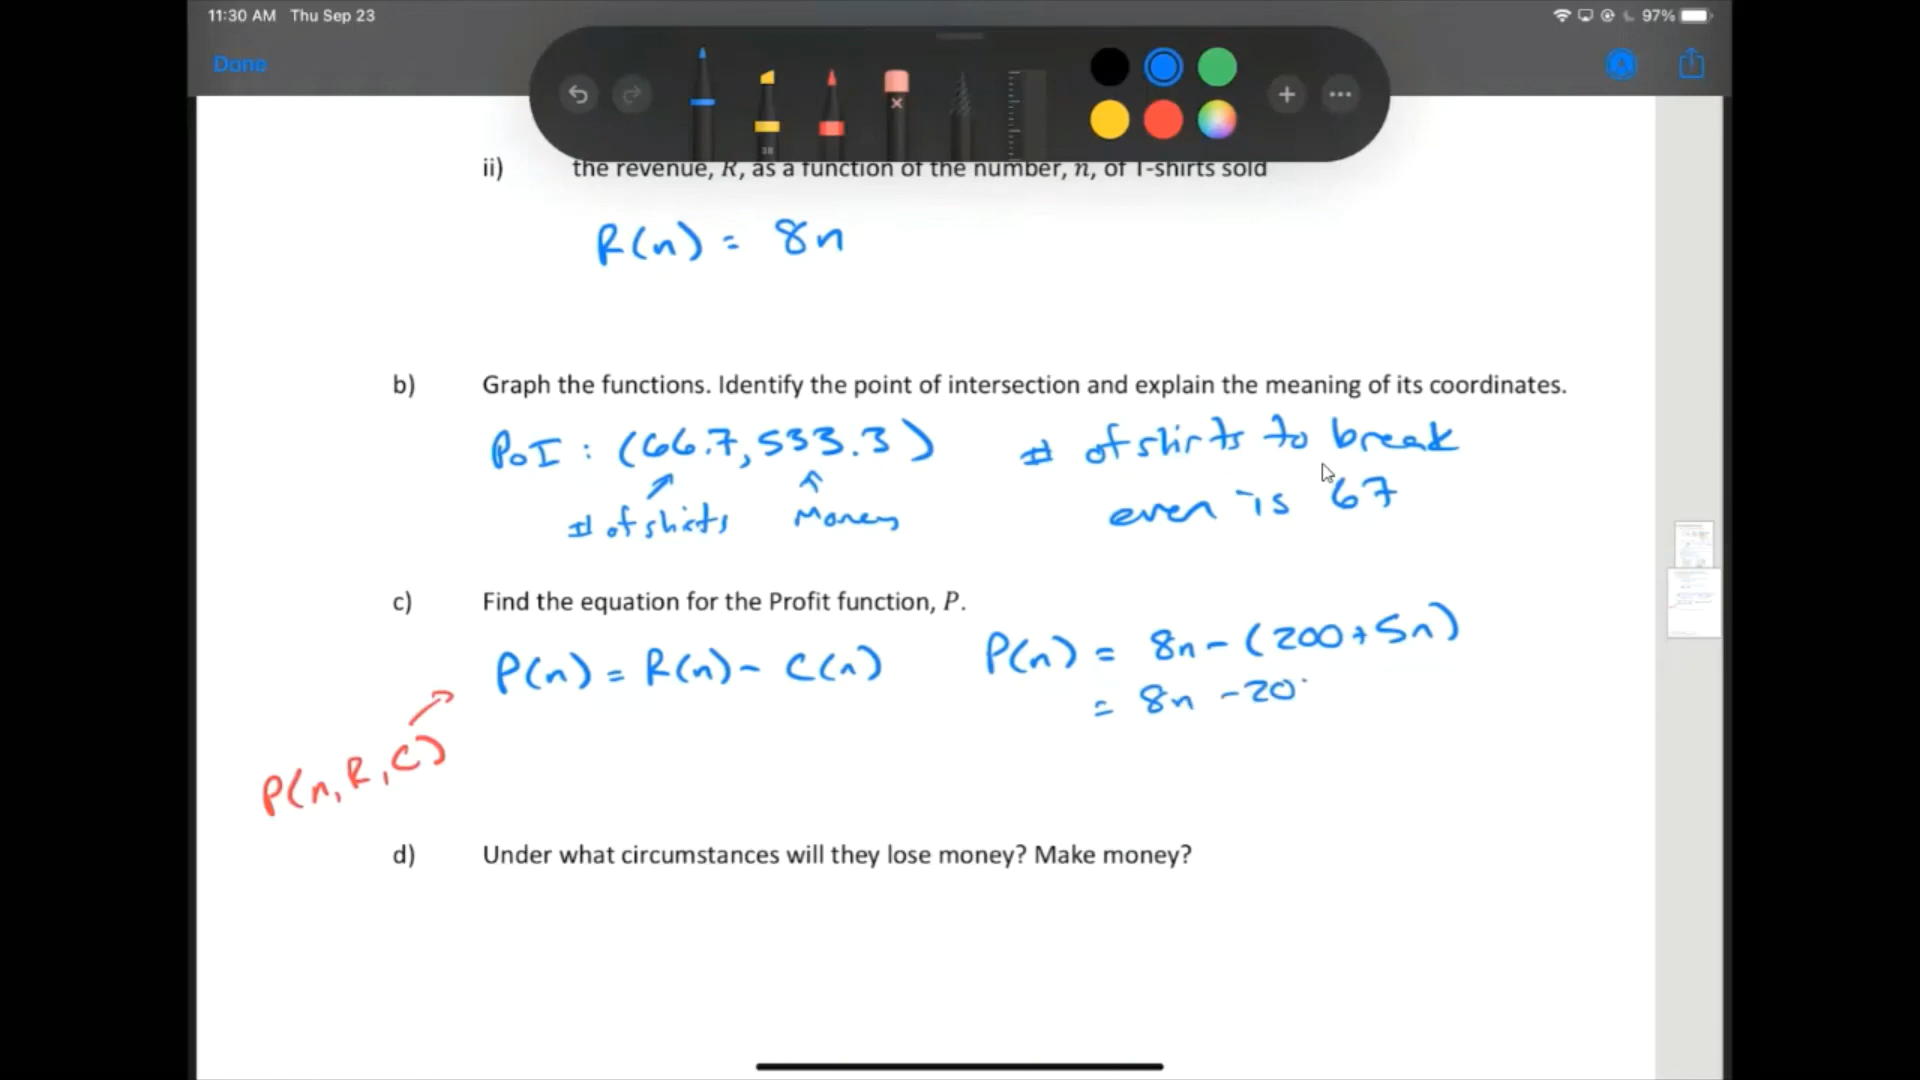 11:30 AM Thu Sep 23
97%
Done
38
ii) the revenue, R, as a function of the number, n, of T-shirts sold
R(n) = 8n
b) Graph the functions. Identify the point of intersection and explain the meaning of its coordinates.
PoI : (66.7, 533.3) # of shirts to break
# of shirts Money even is 67
c) Find the equation for the Profit function, P.
P(n) = R(n) - C(n) P(n) = 8n - (200 + 5n)
= 8n - 20
P(n, R, C)
d) Under what circumstances will they lose money? Make money?